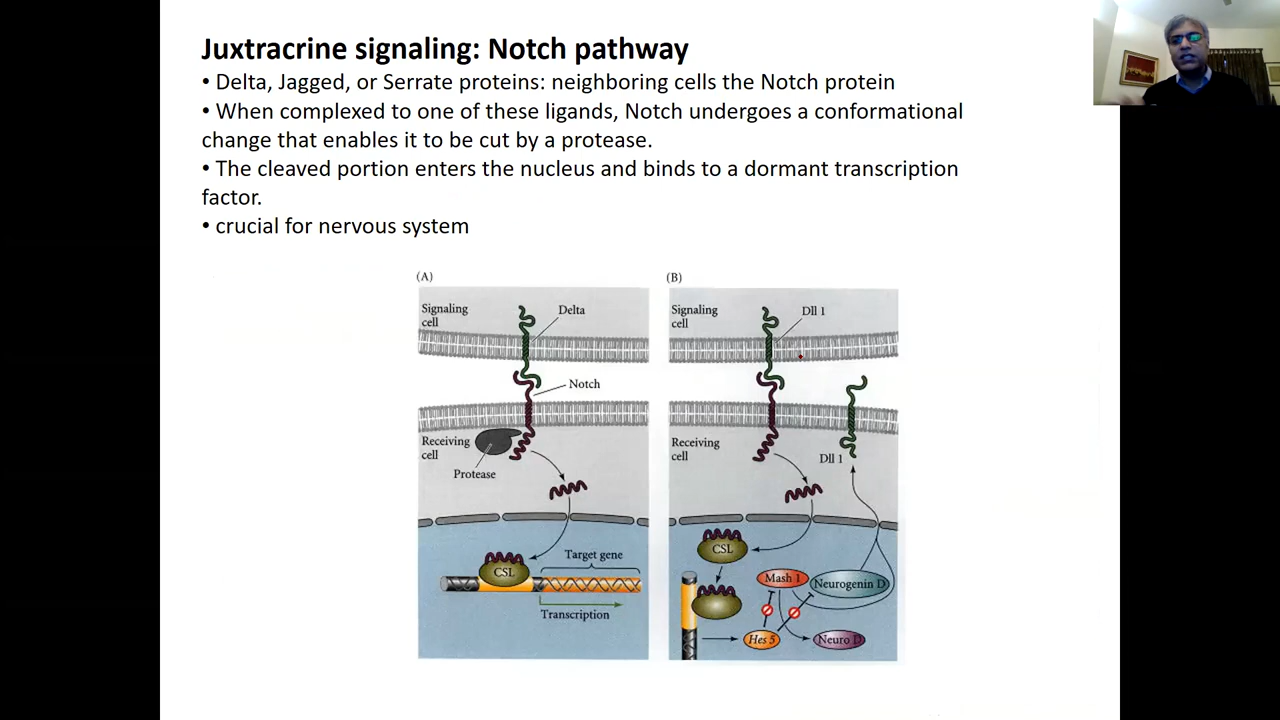 Juxtracrine signaling: Notch pathway
• Delta, Jagged, or Serrate proteins: neighboring cells the Notch protein
• When complexed to one of these ligands, Notch undergoes a conformational
change that enables it to be cut by a protease.
• The cleaved portion enters the nucleus and binds to a dormant transcription
factor.
• crucial for nervous system
(A)
Signaling
cell
Delta
Notch
Receiving
cell
Protease
CSL
Target gene
Transcription
(B)
Signaling
cell
Dll 1
Receiving
cell
Dll 1
CSL
Mash 1
Neurogenin D
Hes 5
Neuro D